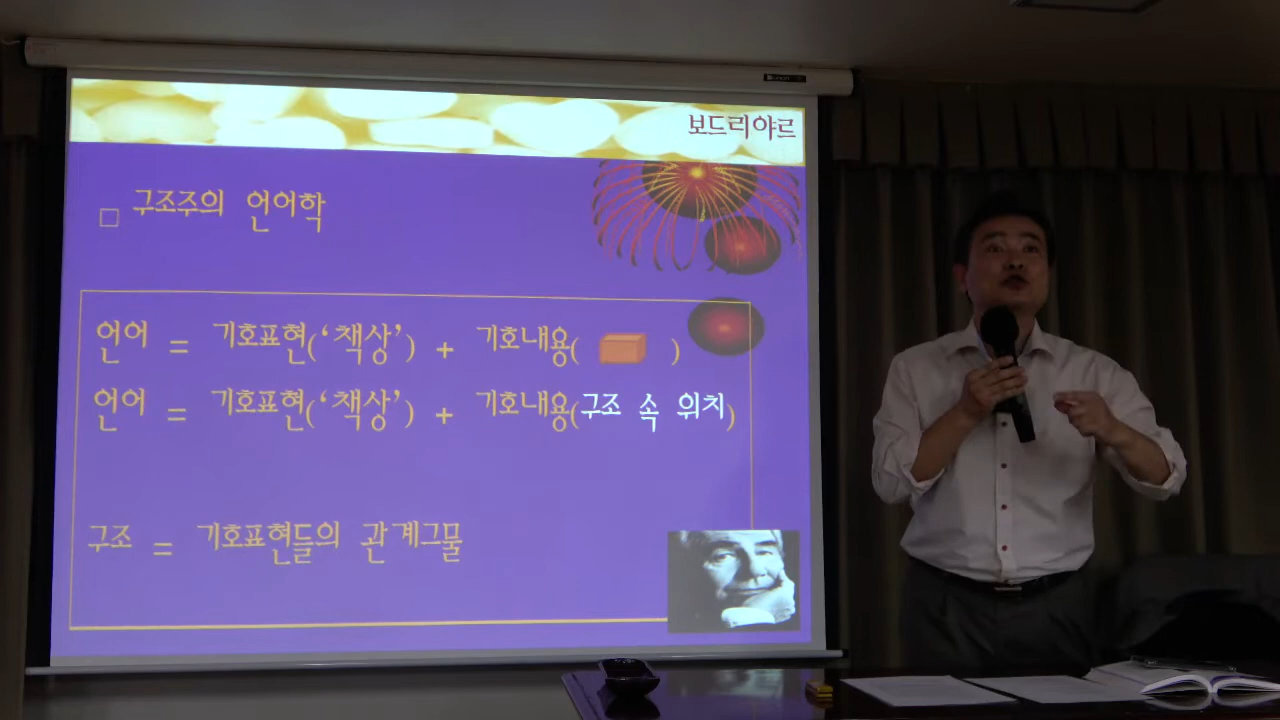 보드리야르
□ 구조주의 언어학
언어 = 기호표현(‘책상’) + 기호내용( )
언어 = 기호표현(‘책상’) + 기호내용(구조 속 위치)
구조 = 기호표현들의 관계그물